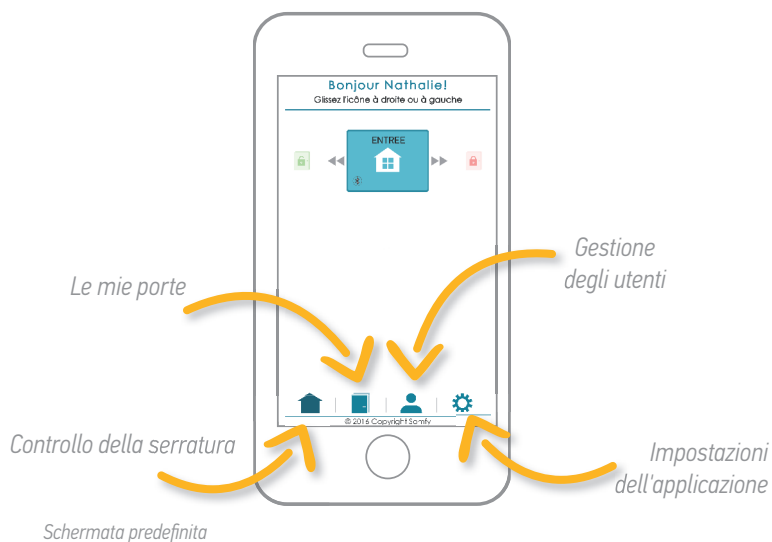 Bonjour Nathalie!
Glissez l'icône à droite ou à gauche
ENTREE
Gestione
degli utenti
Le mie porte
© 2016 Copyright Somfy
Controllo della serratura
Impostazioni
dell'applicazione
Schermata predefinita